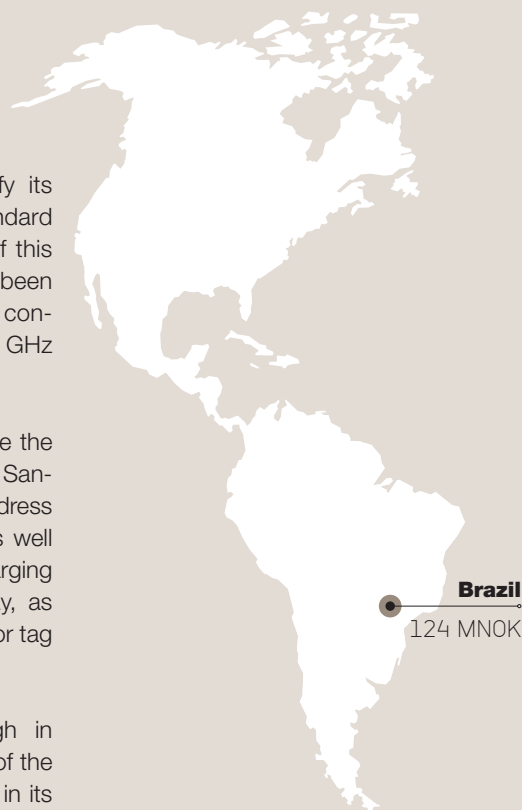 fy its
ndard
f this
been
con-
GHz
e the
San-
dress
s well
arging
y, as
or tag
gh in
of the
in its
Brazil
124 MNOK